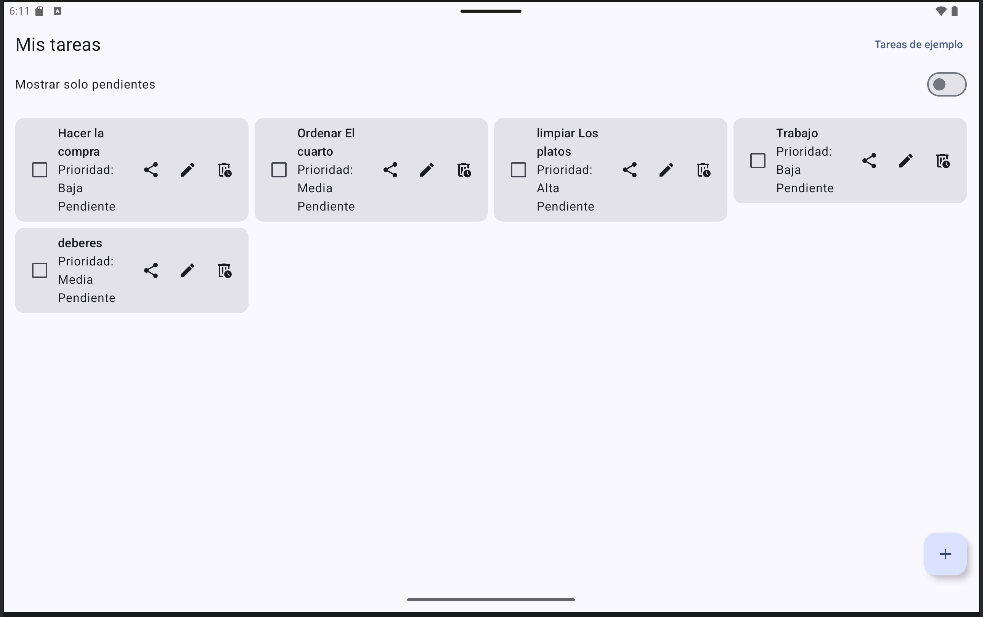 6:11
Mis tareas
Tareas de ejemplo
Mostrar solo pendientes
Hacer la
compra
Prioridad:
Baja
Pendiente
Ordenar El
cuarto
Prioridad:
Media
Pendiente
limpiar Los
platos
Prioridad:
Alta
Pendiente
Trabajo
Prioridad:
Baja
Pendiente
deberes
Prioridad:
Media
Pendiente